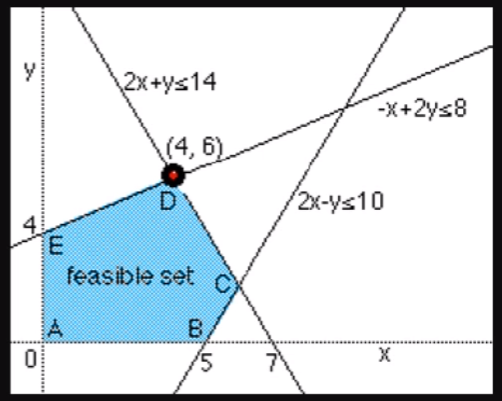 y
2x+y≤14
-x+2y≤8
(4, 6)
D
2x-y≤10
4
E
feasible set
C
A
B
0
5
7
x